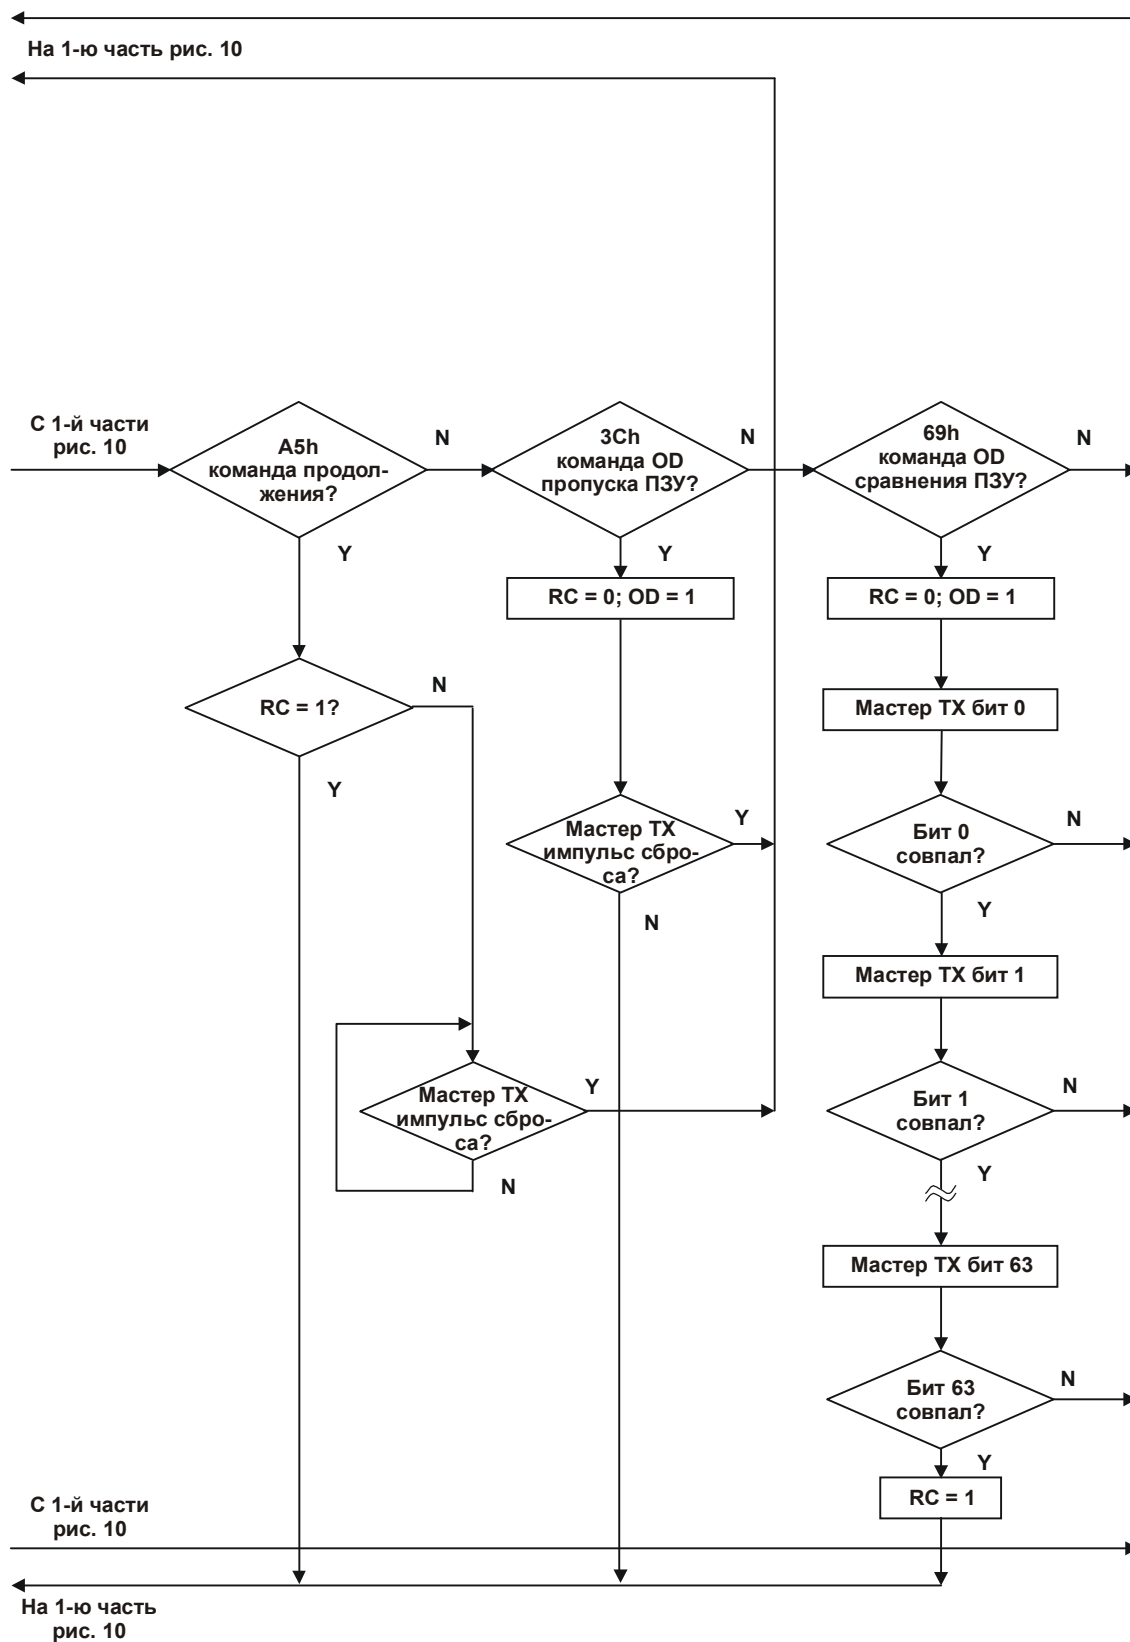 На 1-ю часть рис. 10
С 1-й части
рис. 10
A5h
команда продол-
жения?
N
Y
3Ch
команда OD
пропуска ПЗУ?
N
Y
69h
команда OD
сравнения ПЗУ?
N
Y
RC = 0; OD = 1
RC = 0; OD = 1
RC = 1?
N
Y
Мастер TX бит 0
Мастер TX
импульс сбро-
са?
Y
N
Бит 0
совпал?
N
Y
Мастер TX бит 1
Мастер TX
импульс сбро-
са?
Y
N
Бит 1
совпал?
N
Y
Мастер TX бит 63
Бит 63
совпал?
N
Y
RC = 1
С 1-й части
рис. 10
На 1-ю часть
рис. 10